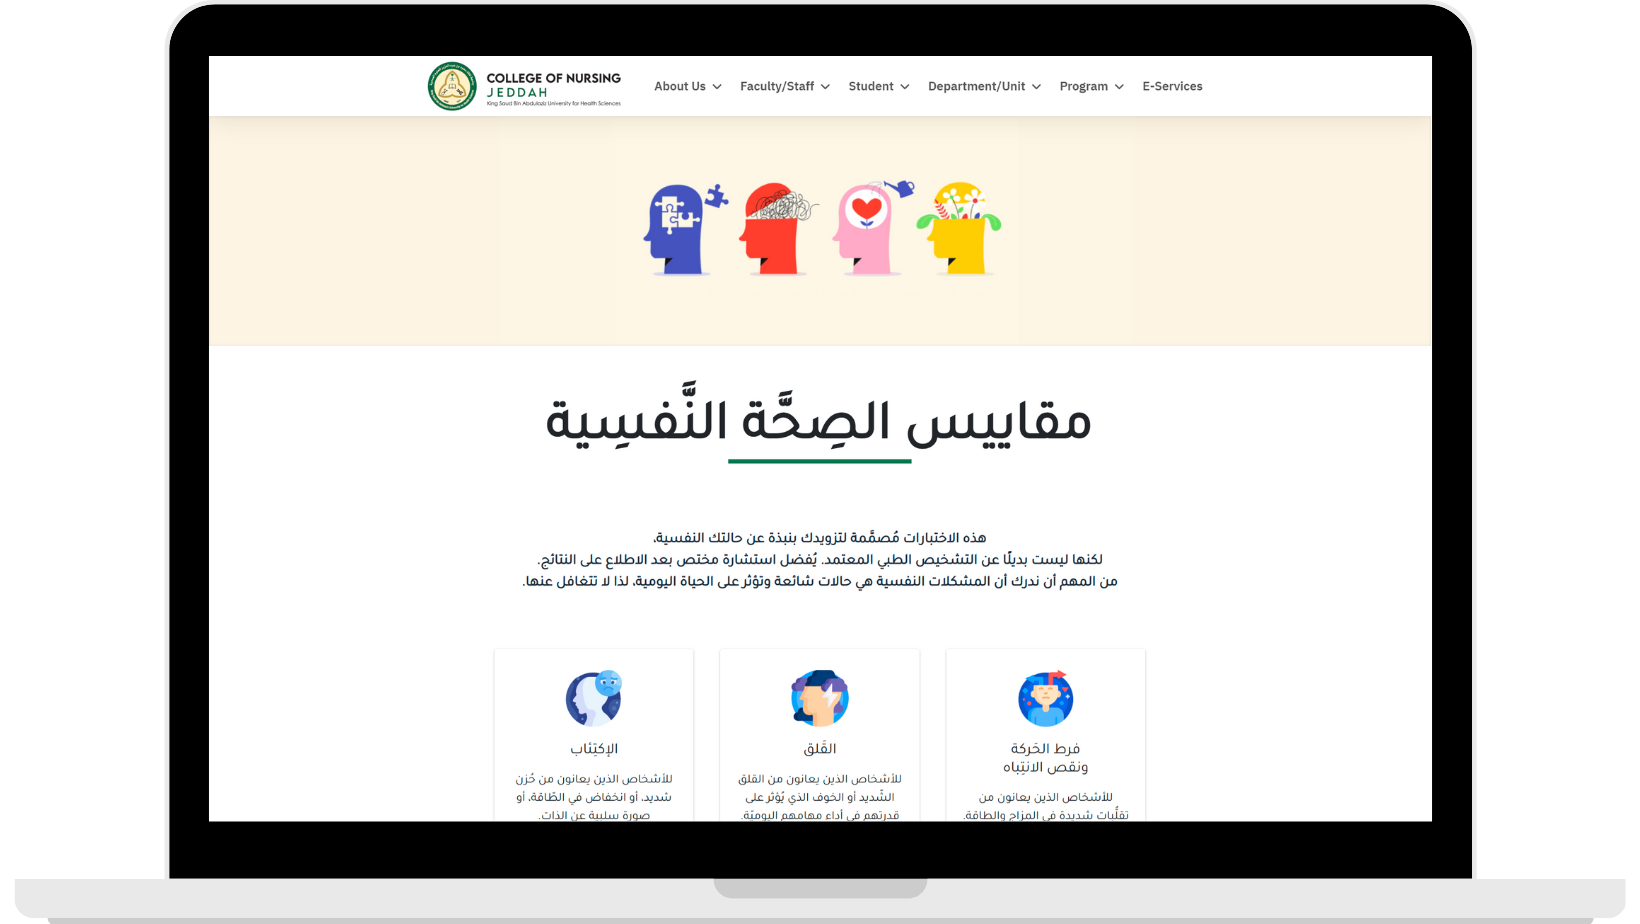 COLLEGE OF NURSING
JEDDAH
King Saud Bin Abdulaziz University for Health Sciences
About Us
Faculty/Staff
Student
Department/Unit
Program
E-Services
مقاييس الصِحَّة النَّفسِية
هذه الاختبارات مُصمَّمة لتزويدك بنبذة عن حالتك النفسية،
لكنها ليست بديلًا عن التشخيص الطبي المعتمد. يُفضل استشارة مختص بعد الاطلاع على النتائج.
من المهم أن ندرك أن المشكلات النفسية هي حالات شائعة وتؤثر على الحياة اليومية، لذا لا تتغافل عنها.
فرط الحَركة
ونقص الانتِباه
للأشخاص الذين يعانون من
تقلُّبات شديدة في المزاج والطاقة.
القَلق
للأشخاص الذين يعانون من القلق
الشّديد أو الخوف الذي يُؤثر على
قدرتهم في أداء مهامهم اليوميّة.
الإكتِئاب
للأشخاص الذين يعانون من حُزن
شديد، أو انخفاض في الطّاقة، أو
صورة سلبية عن الذات.